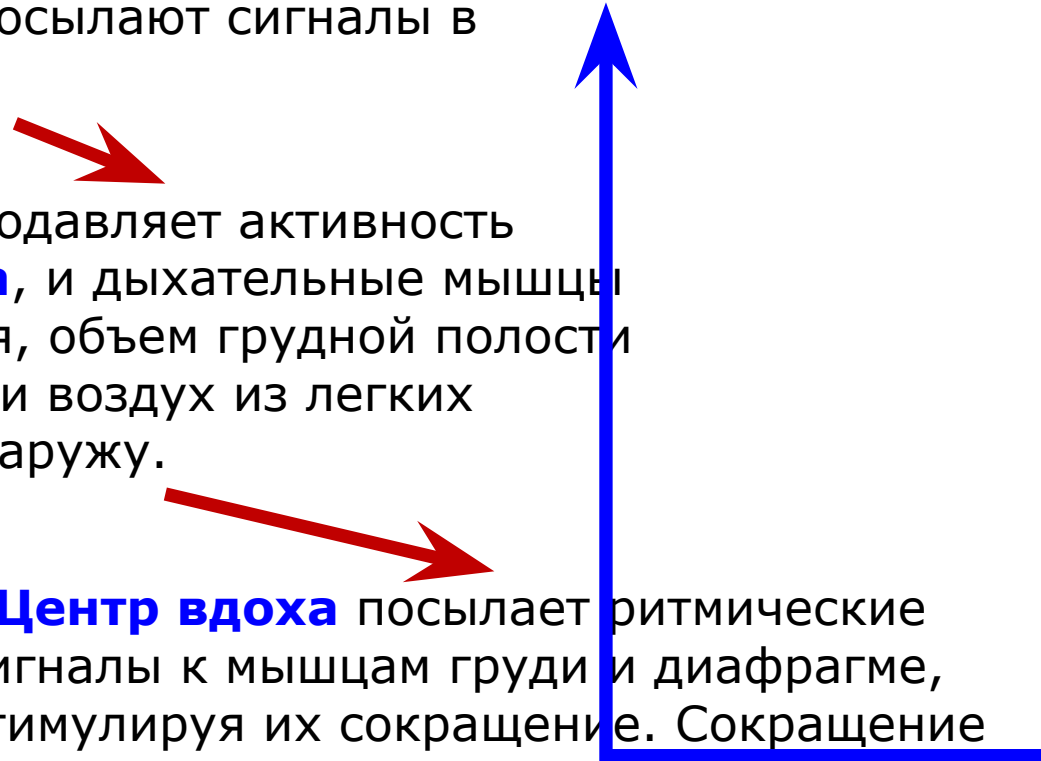 осылают сигналы в
одавляет активность
а, и дыхательные мышцы
я, объем грудной полости
и воздух из легких
аружу.
Центр вдоха посылает ритмические
игналы к мышцам груди и диафрагме,
тимулируя их сокращение. Сокращение